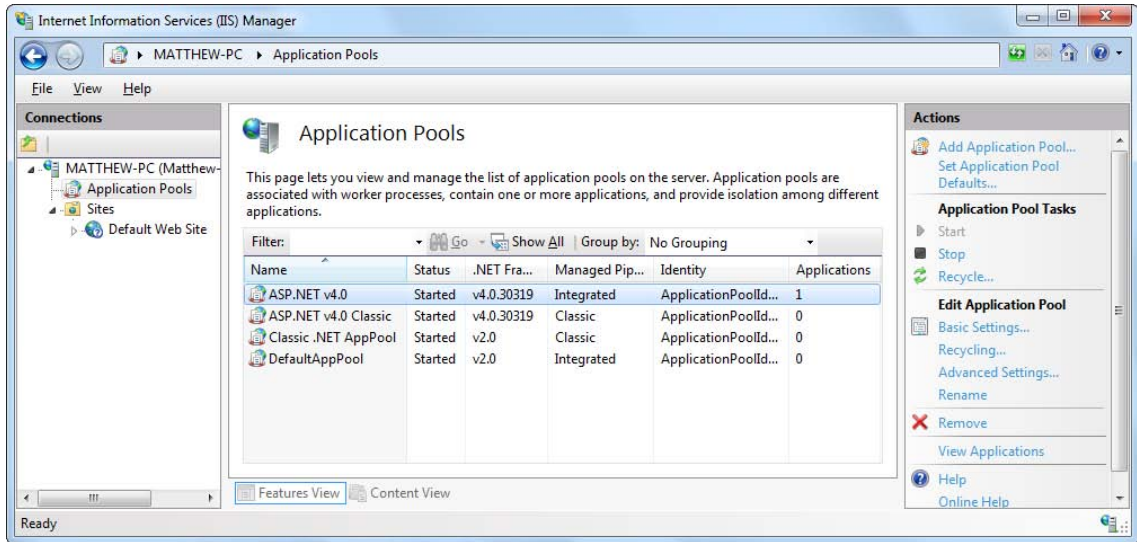 Internet Information Services (IIS) Manager
MATTHEW-PC Application Pools
File View Help
Connections
MATTHEW-PC (Matthew-
Application Pools
Sites
Default Web Site
Application Pools
This page lets you view and manage the list of application pools on the server. Application pools are
associated with worker processes, contain one or more applications, and provide isolation among different
applications.
Filter: Go Show All Group by: No Grouping
Name Status .NET Fra... Managed Pip... Identity Applications
ASP.NET v4.0 Started v4.0.30319 Integrated ApplicationPoolId... 1
ASP.NET v4.0 Classic Started v4.0.30319 Classic ApplicationPoolId... 0
Classic .NET AppPool Started v2.0 Classic ApplicationPoolId... 0
DefaultAppPool Started v2.0 Integrated ApplicationPoolId... 0
Features View Content View
Actions
Add Application Pool...
Set Application Pool
Defaults...
Application Pool Tasks
Start
Stop
Recycle...
Edit Application Pool
Basic Settings...
Recycling...
Advanced Settings...
Rename
Remove
View Applications
Help
Online Help
Ready